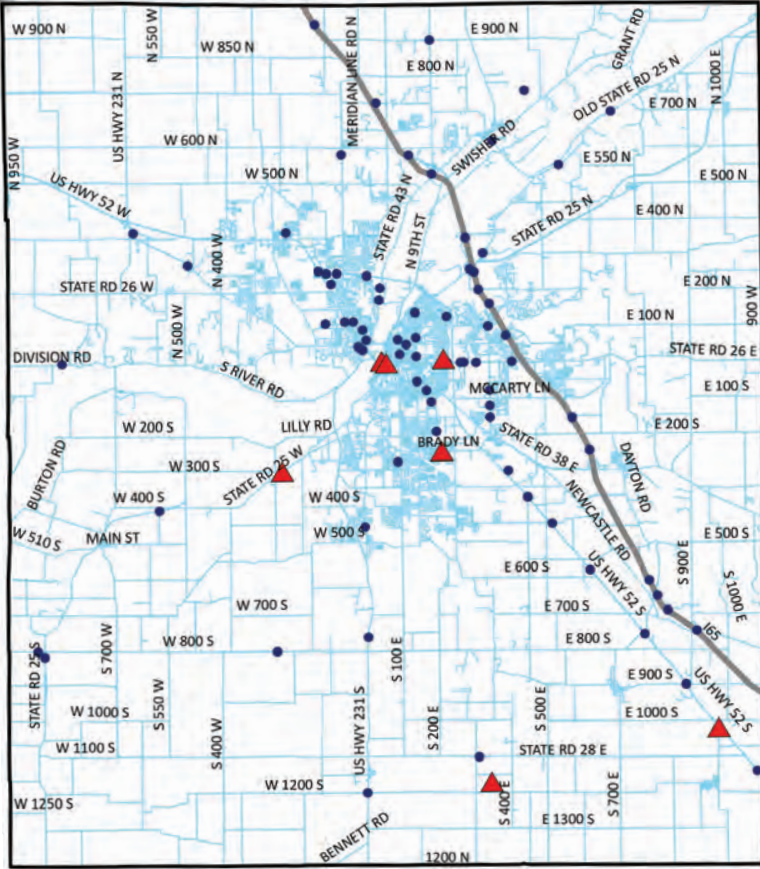 W 900 N
N 550 W
W 850 N
MERIDIAN LINE RD N
E 900 N
E 800 N
GRANT RD
OLD STATE RD 25 N
N 1000 E
E 700 N
US HWY 231 N
W 600 N
SWISHER RD
E 550 N
N 950 W
W 500 N
E 500 N
US HWY 52 W
STATE RD 43 N
N 9TH ST
STATE RD 25 N
E 400 N
N 400 W
STATE RD 26 W
E 200 N
900 W
N 500 W
E 100 N
STATE RD 26 E
DIVISION RD
S RIVER RD
MCCARTY LN
E 100 S
LILLY RD
W 200 S
BRADY LN
STATE RD 38 E
E 200 S
BURTON RD
W 300 S
STATE RD 25 W
DAYTON RD
W 400 S
W 400 S
NEWCASTLE RD
W 510 S
MAIN ST
W 500 S
E 500 S
S 900 E
E 600 S
US HWY 52 S
S 1000 E
W 700 S
E 700 S
I65
W 800 S
E 800 S
S 700 W
S 100 E
STATE RD 25 S
E 900 S
US HWY 52 S
W 1000 S
S 550 W
US HWY 231 S
S 200 E
S 500 E
E 1000 S
W 1100 S
S 400 W
STATE RD 28 E
W 1200 S
S 400 E
S 700 E
W 1250 S
E 1300 S
BENNETT RD
1200 N